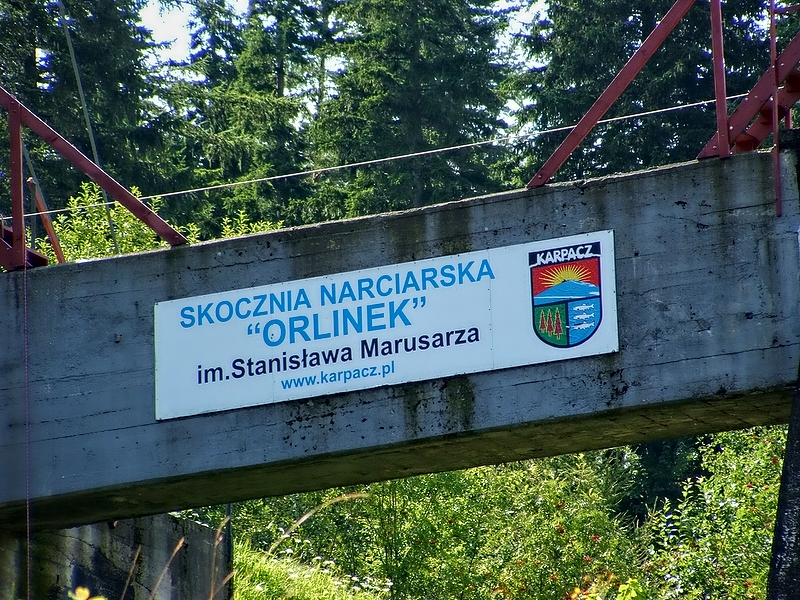 SKOCZNIA NARCIARSKA
“ORLINEK”
im.Stanisława Marusarza
www.karpacz.pl
KARPACZ